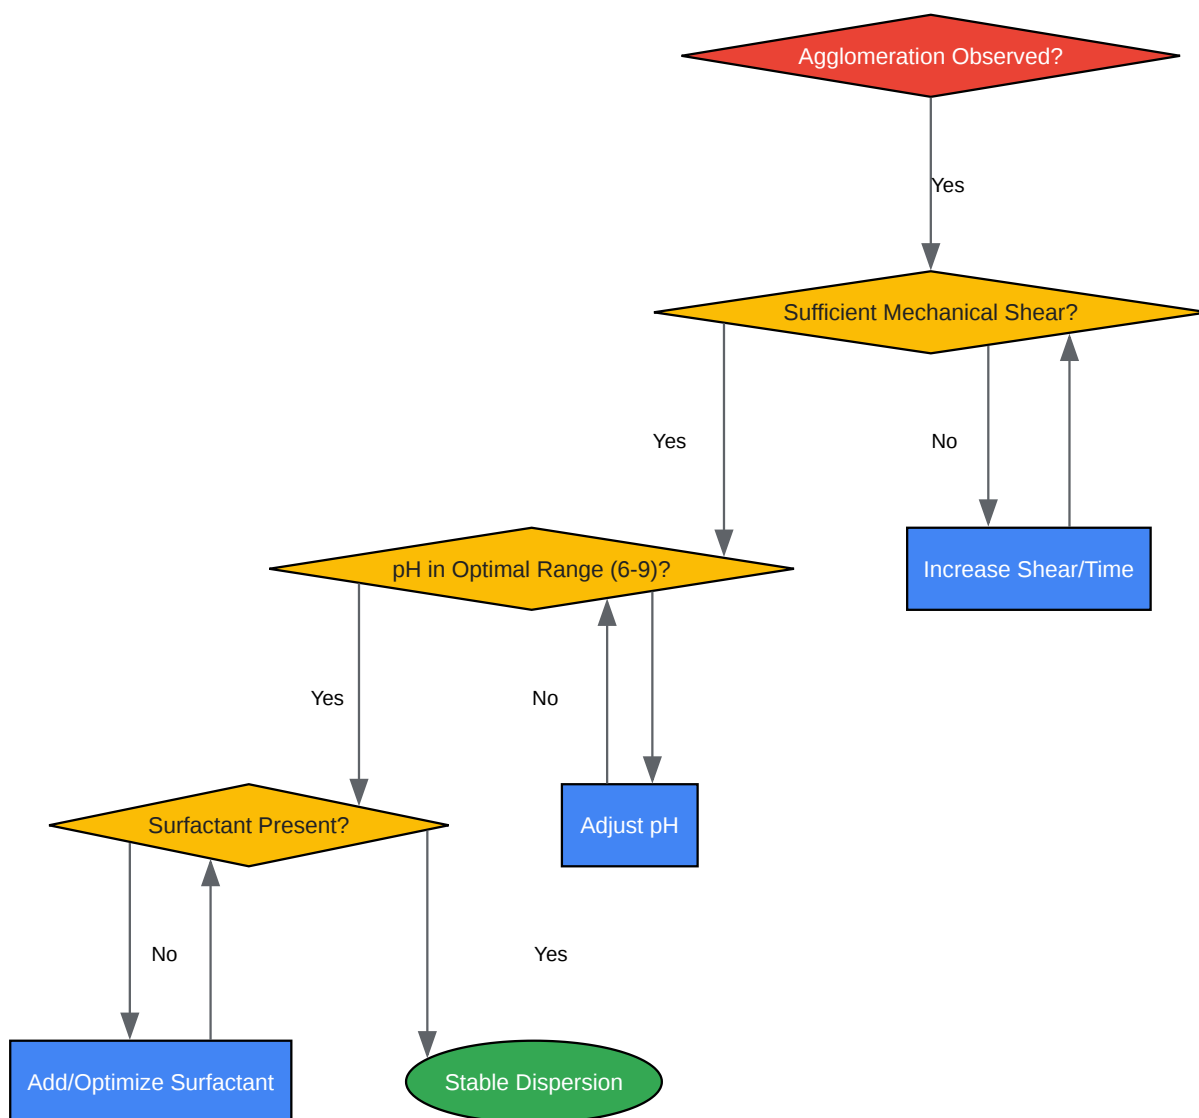 Agglomeration Observed?
Yes
Sufficient Mechanical Shear?
Yes
No
pH in Optimal Range (6-9)?
Increase Shear/Time
Yes
No
Surfactant Present?
Adjust pH
No
Yes
Add/Optimize Surfactant
Stable Dispersion